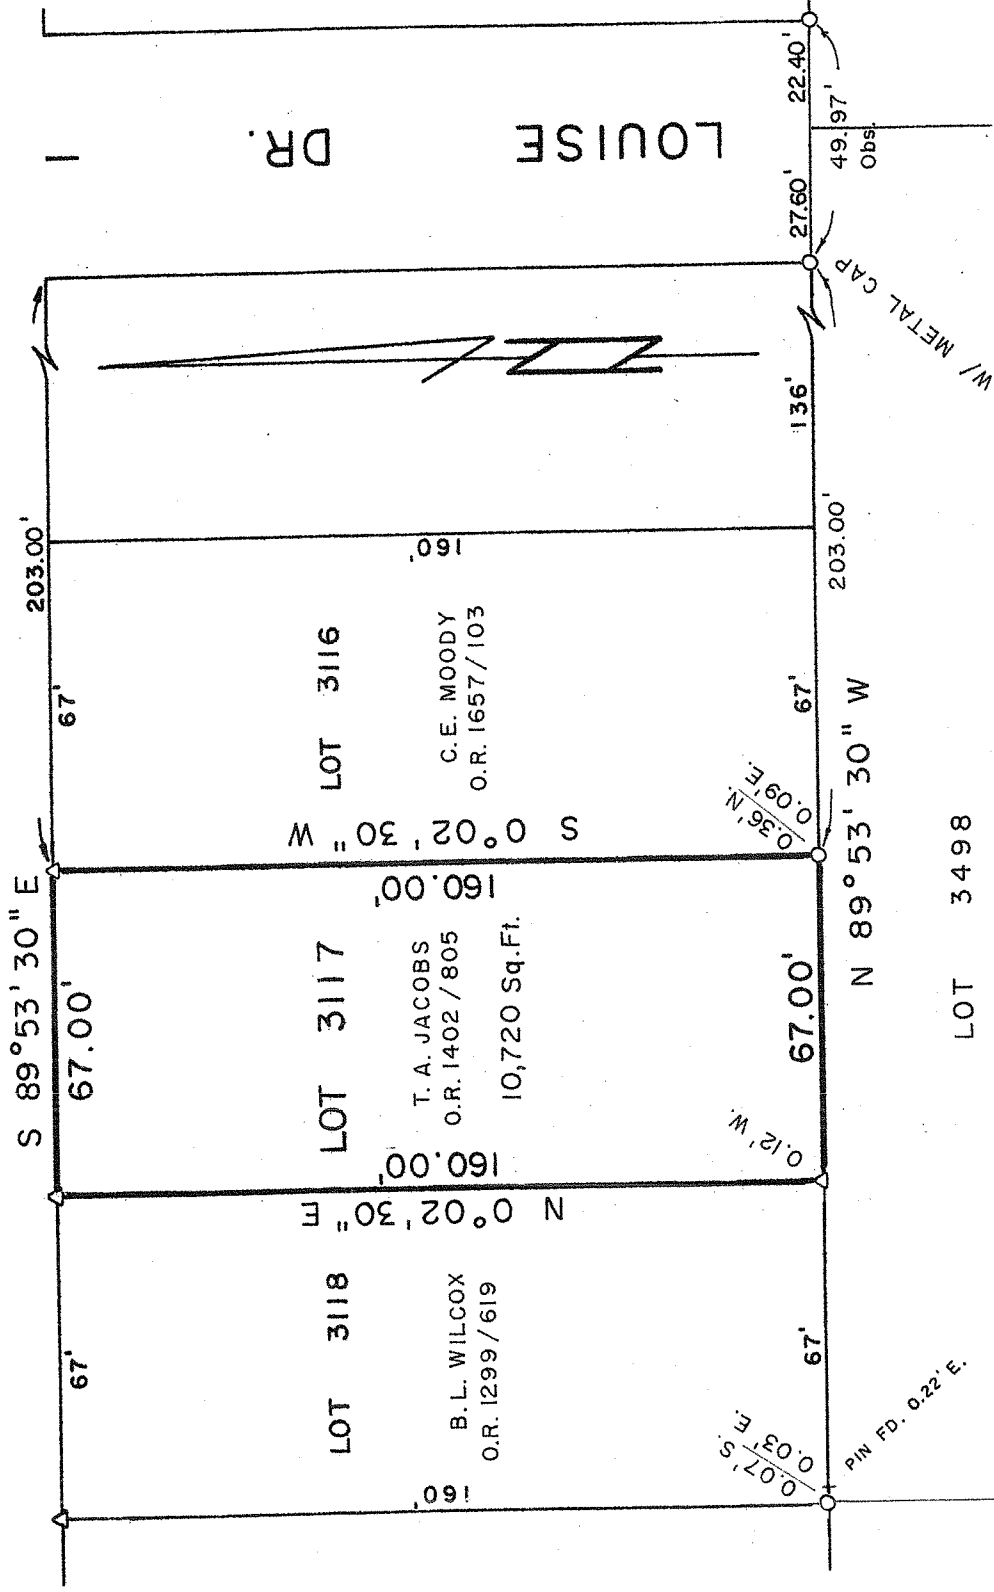 LOUISE DR.
22.40'
49.97'
Obs.
27.60'
W/ METAL CAP
N
136'
203.00'
203.00'
160'
67'
LOT 3116
C.E. MOODY
O.R. 1657/103
67'
S 0°02'30" W
160.00'
0.36' N.
0.09' E.
S 89°53'30" E
67.00'
LOT 3117
T.A. JACOBS
O.R. 1402/805
10,720 Sq.Ft.
67.00'
N 89°53'30" W
LOT 3498
160.00'
N 0°02'30" E
0.12' W.
67'
LOT 3118
B.L. WILCOX
O.R. 1299/619
67'
160'
0.07' S.
0.03' E.
PIN FD. 0.22' E.